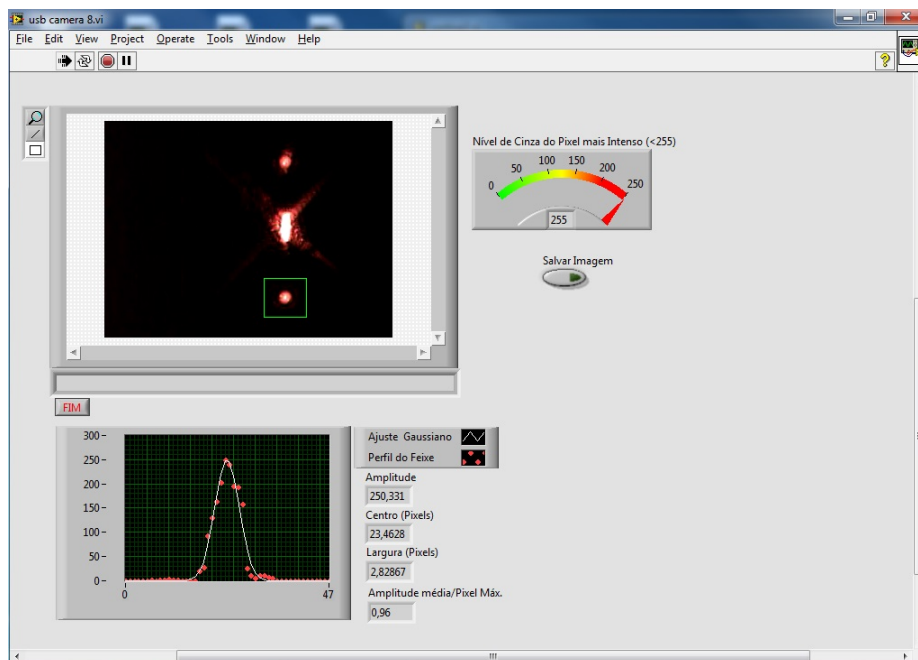 usb camera 8.vi
File Edit View Project Operate Tools Window Help
Nível de Cinza do Pixel mais Intenso (<255)
0 50 100 150 200 250
255
Salvar Imagem
FIM
300
250
200
150
100
50
0
0 47
Ajuste Gaussiano
Perfil do Feixe
Amplitude
250,331
Centro (Pixels)
23,4628
Largura (Pixels)
2,82867
Amplitude média/Pixel Máx.
0,96